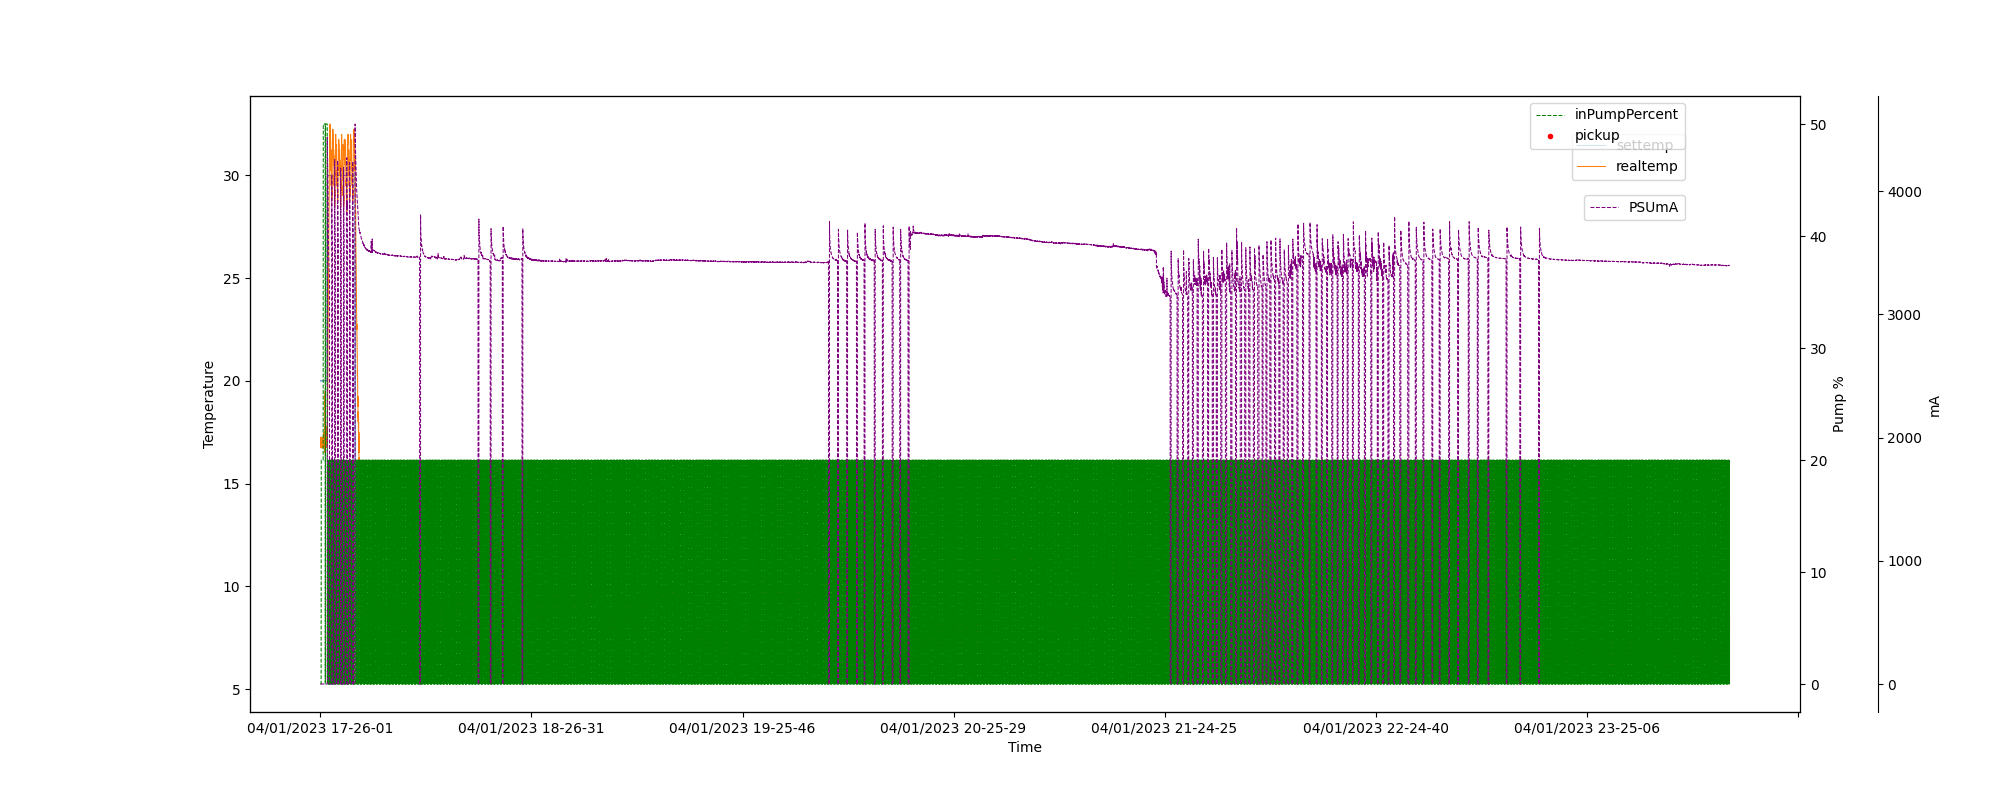 inPumpPercent
pickup
settemp
realtemp
PSUmA
Temperature
30
25
20
15
10
5
50
40
30
20
10
0
Pump %
4000
3000
2000
1000
0
mA
04/01/2023 17-26-01
04/01/2023 18-26-31
04/01/2023 19-25-46
04/01/2023 20-25-29
04/01/2023 21-24-25
04/01/2023 22-24-40
04/01/2023 23-25-06
Time